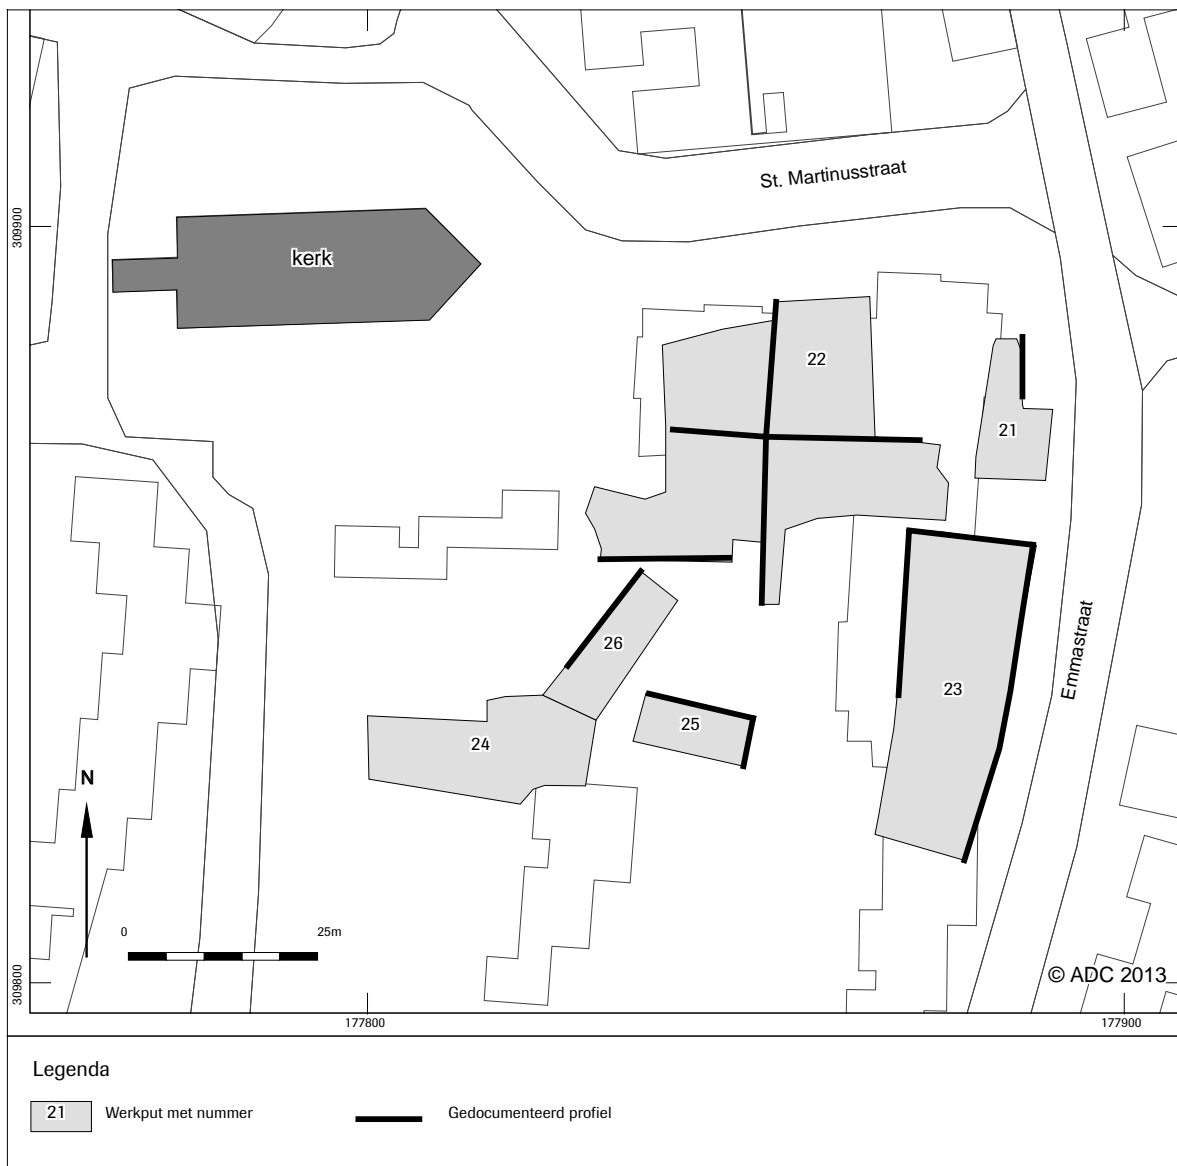 St. Martinusstraat
309900
kerk
22
21
26
23
Emmastraat
25
24
N
0 25m
309800
© ADC 2013
177800 177900
Legenda
21 Werkput met nummer
Gedocumenteerd profiel